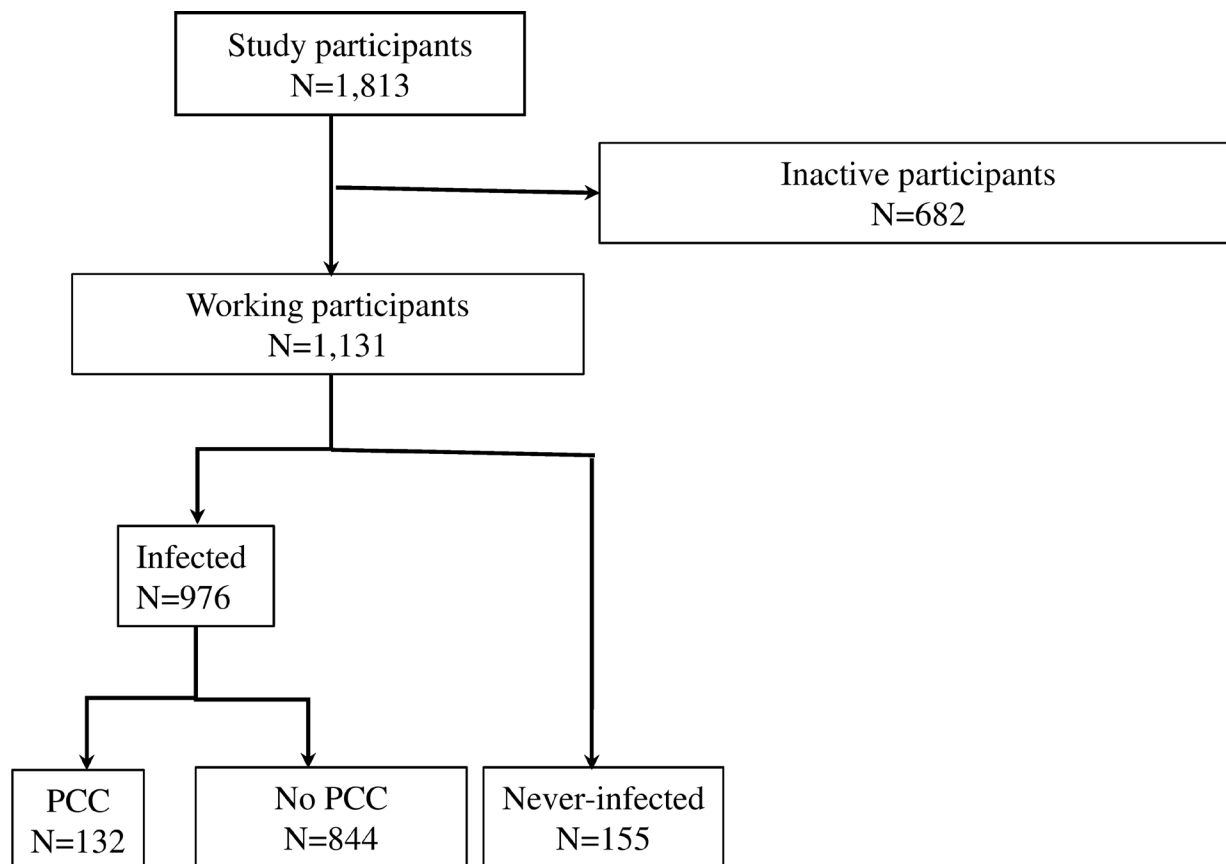 Study participants
N=1,813
Inactive participants
N=682
Working participants
N=1,131
Infected
N=976
PCC
N=132
No PCC
N=844
Never-infected
N=155